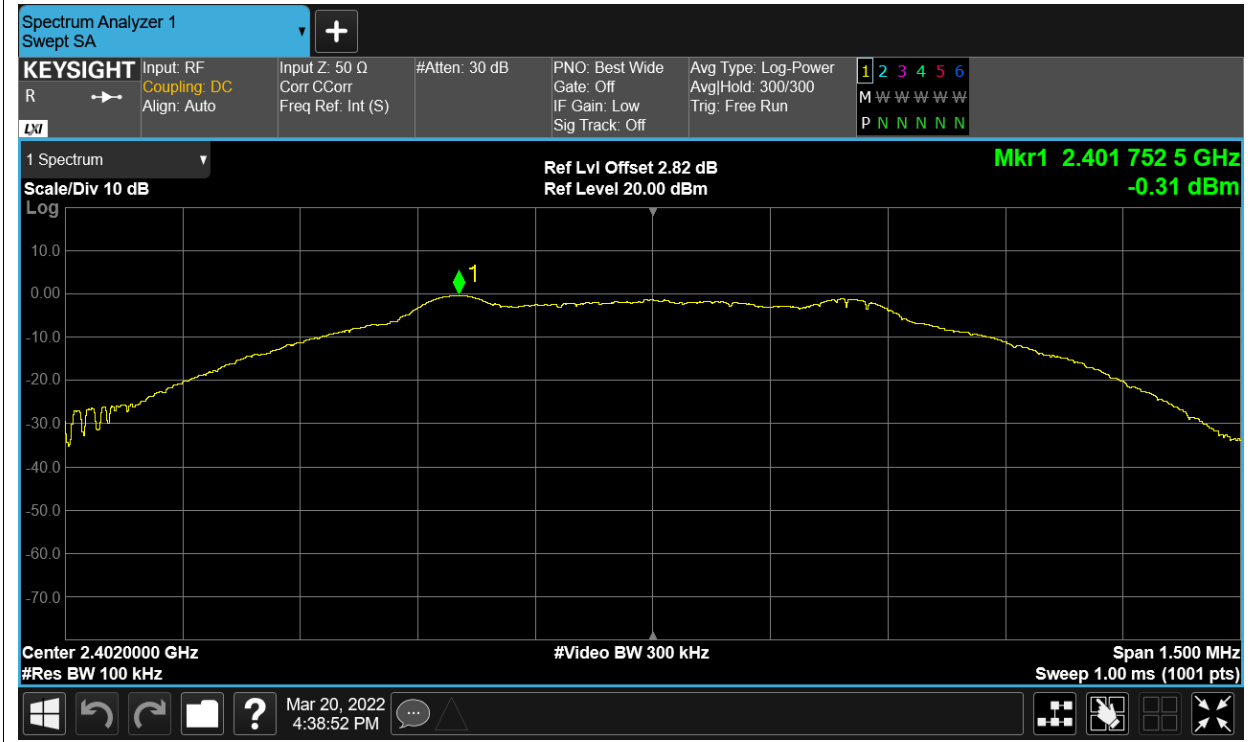 Spectrum Analyzer 1
Swept SA
KEYSIGHT
R
LXI
Input: RF
Coupling: DC
Align: Auto
Input Z: 50 Ω
Corr CCorr
Freq Ref: Int (S)
#Atten: 30 dB
PNO: Best Wide
Gate: Off
IF Gain: Low
Sig Track: Off
Avg Type: Log-Power
Avg|Hold: 300/300
Trig: Free Run
1 2 3 4 5 6
M W W W W W W
P N N N N N N
1 Spectrum
Scale/Div 10 dB
Log
Ref Lvl Offset 2.82 dB
Ref Level 20.00 dBm
Mkr1 2.401 752 5 GHz
-0.31 dBm
1
10.0
0.00
-10.0
-20.0
-30.0
-40.0
-50.0
-60.0
-70.0
Center 2.4020000 GHz
#Video BW 300 kHz
Span 1.500 MHz
#Res BW 100 kHz
Sweep 1.00 ms (1001 pts)
?
Mar 20, 2022
4:38:52 PM